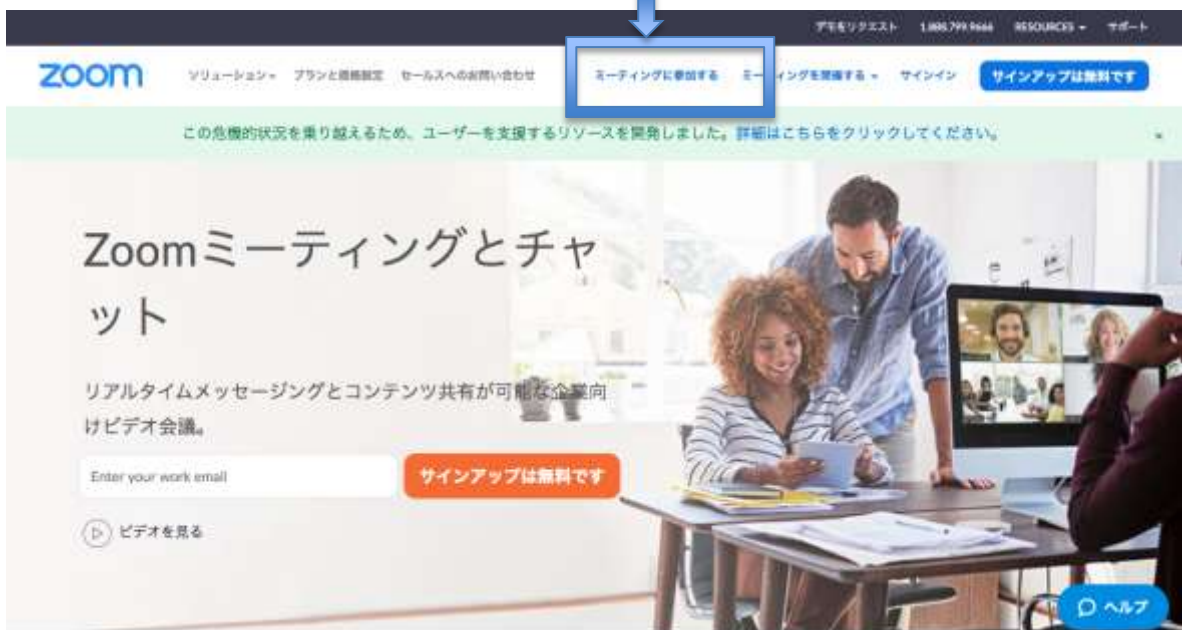 デモをリクエスト 1.888.799.9666 RESOURCES サポート
zoom ソリューション プランと価格設定 セールスへのお問い合わせ ミーティングに参加する ミーティングを開催する サインイン サインアップは無料です
この危機的状況を乗り越えるため、ユーザーを支援するリソースを開発しました。詳細はこちらをクリックしてください。
Zoomミーティングとチャ
ット
リアルタイムメッセージングとコンテンツ共有が可能な企業向
けビデオ会議。
Enter your work email サインアップは無料です
ビデオを見る
ヘルプ